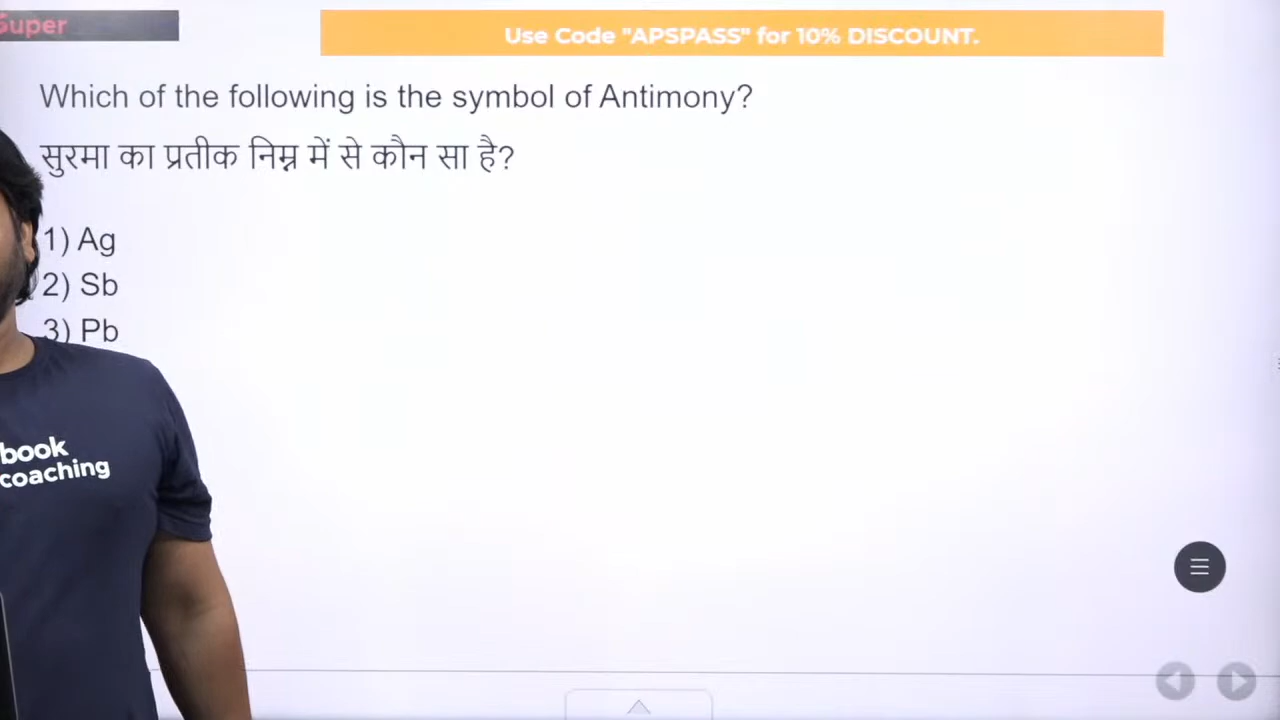 Super
Use Code "APSPASS" for 10% DISCOUNT.
Which of the following is the symbol of Antimony?
सुरमा का प्रतीक निम्न में से कौन सा है?
1) Ag
2) Sb
3) Pb
book
coaching